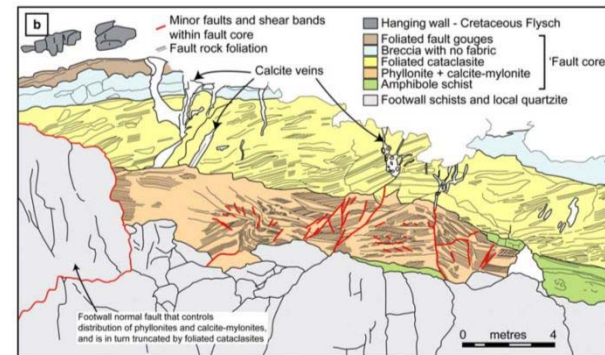 b
Minor faults and shear bands
within fault core
Fault rock foliation
Hanging wall - Cretaceous Flysch
Foliated fault gouges
Breccia with no fabric
Foliated cataclasite
Phyllonite + calcite-mylonite
Amphibole schist
Footwall schists and local quartzite
'Fault core'
Calcite veins
Footwall normal fault that controls
distribution of phyllonites and calcite-mylonites,
and is in turn truncated by foliated cataclasites
0 metres 4